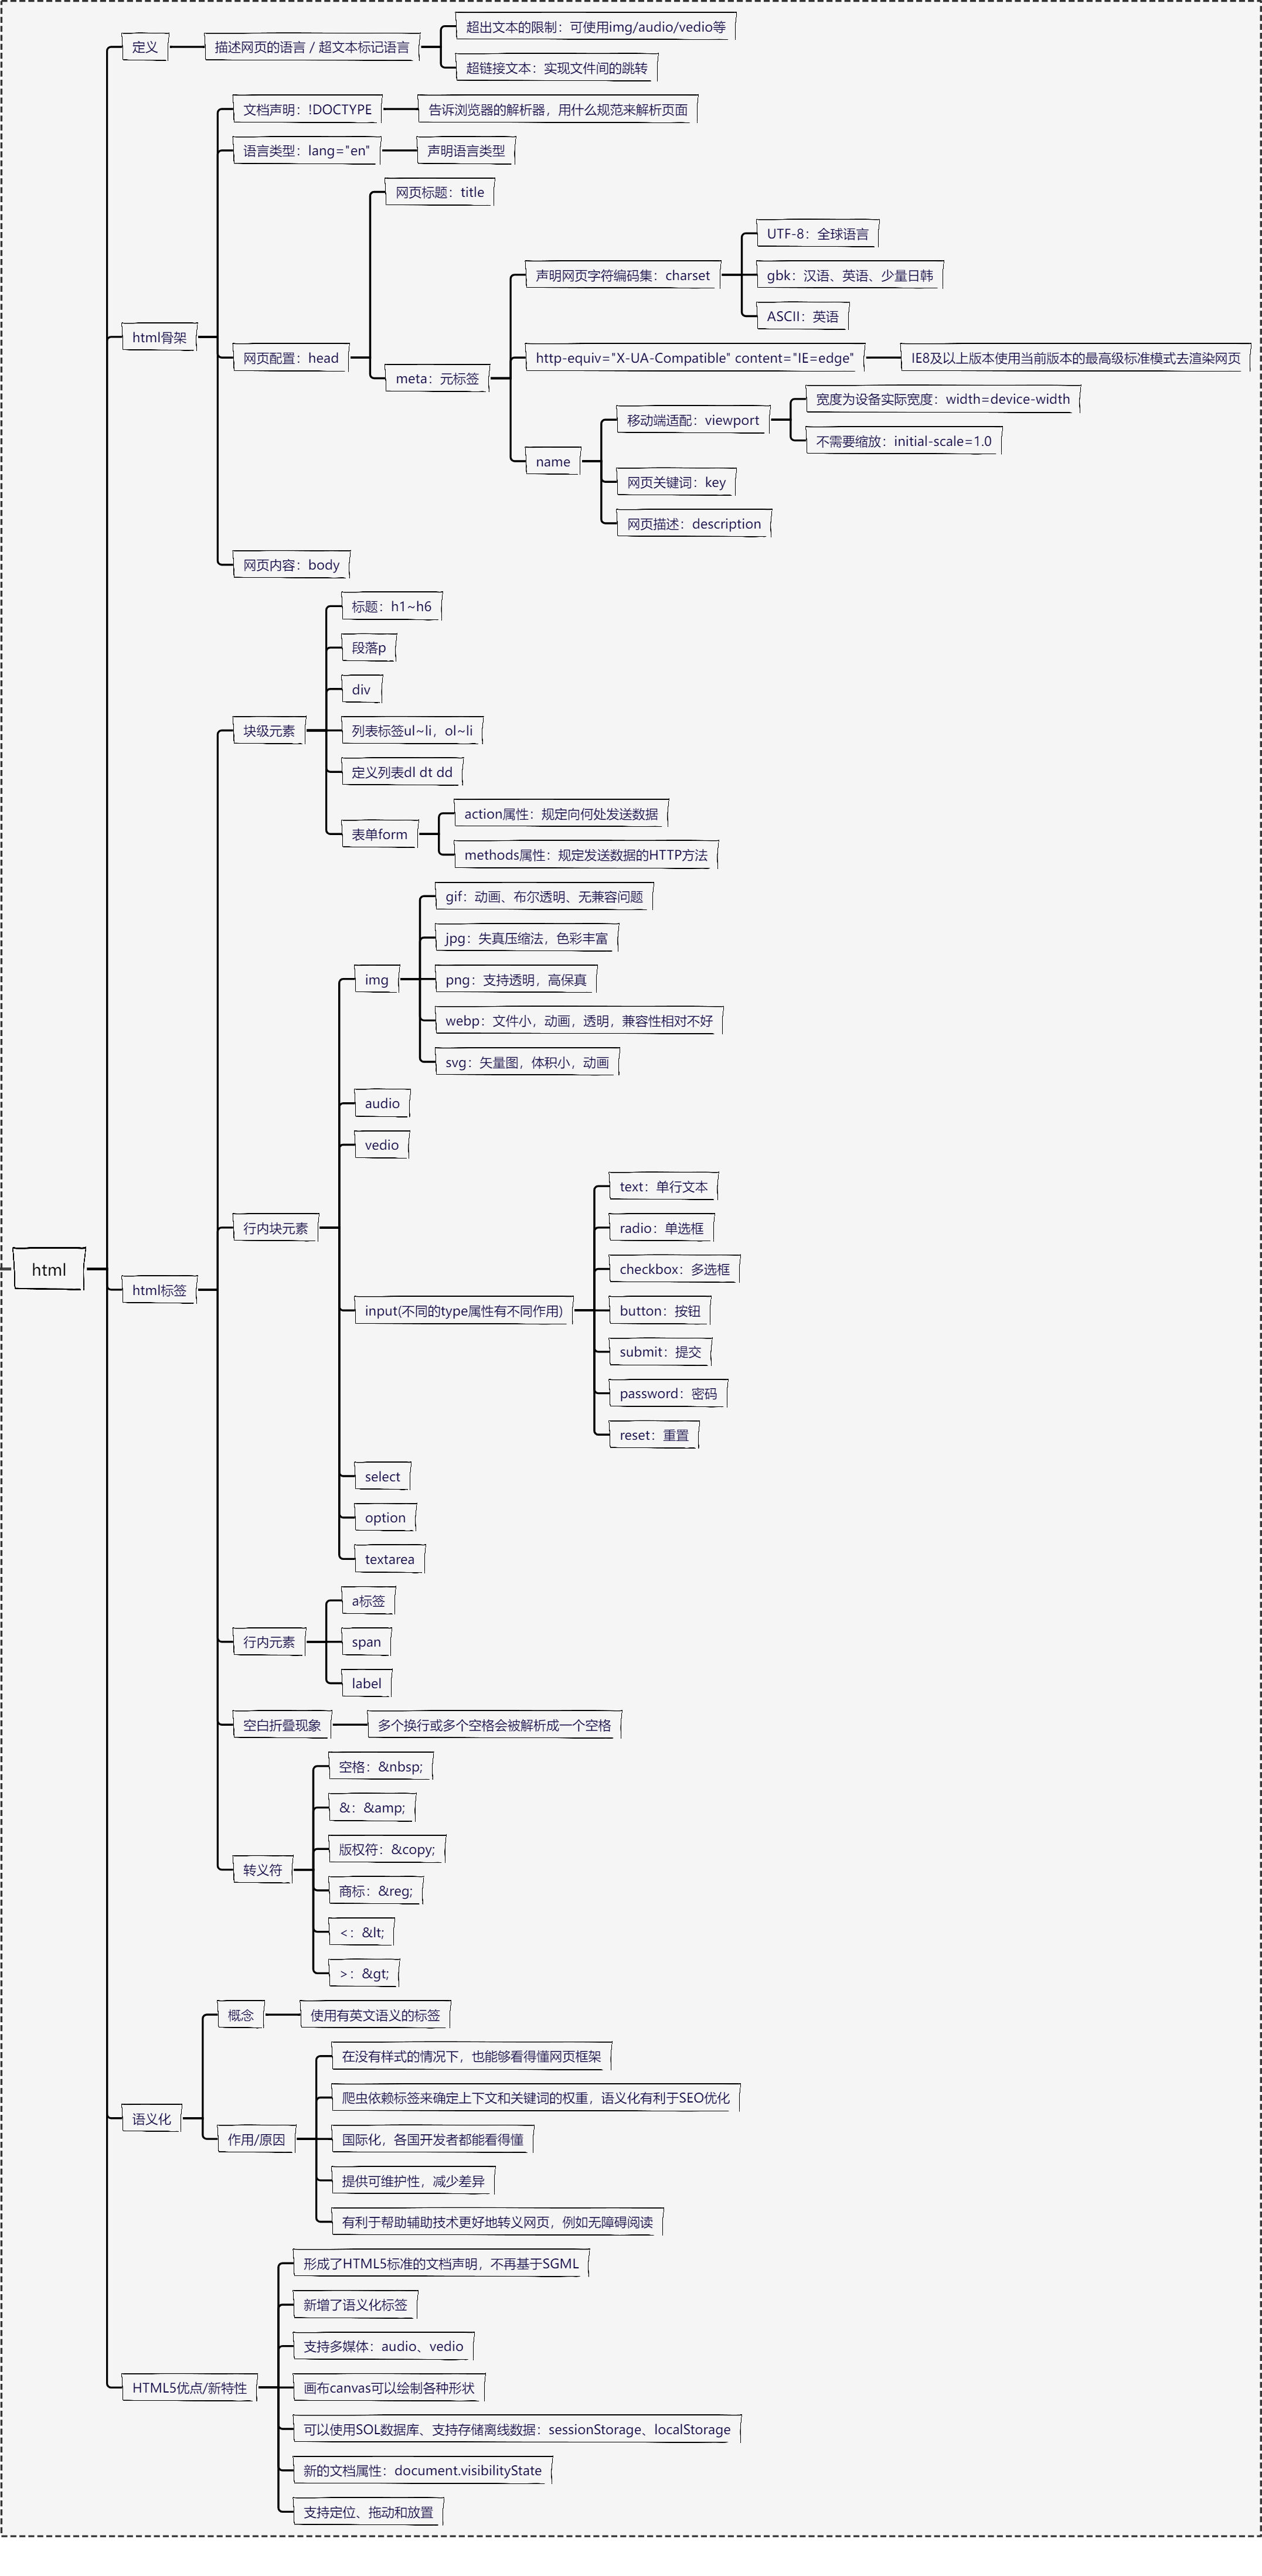 定义
描述网页的语言 / 超文本标记语言
超出文本的限制：可使用img/audio/vedio等
超链接文本：实现文件间的跳转
html骨架
文档声明：!DOCTYPE
告诉浏览器的解析器，用什么规范来解析页面
语言类型：lang="en"
声明语言类型
网页配置：head
网页标题：title
meta：元标签
声明网页字符编码集：charset
UTF-8：全球语言
gbk：汉语、英语、少量日韩
ASCII：英语
http-equiv="X-UA-Compatible" content="IE=edge"
IE8及以上版本使用当前版本的最高级标准模式去渲染网页
name
移动端适配：viewport
宽度为设备实际宽度：width=device-width
不需要缩放：initial-scale=1.0
网页关键词：key
网页描述：description
网页内容：body
html
html标签
块级元素
标题：h1~h6
段落p
div
列表标签ul~li，ol~li
定义列表dl dt dd
表单form
action属性：规定向何处发送数据
methods属性：规定发送数据的HTTP方法
行内块元素
img
gif：动画、布尔透明、无兼容问题
jpg：失真压缩法，色彩丰富
png：支持透明，高保真
webp：文件小，动画，透明，兼容性相对不好
svg：矢量图，体积小，动画
audio
vedio
input(不同的type属性有不同作用)
text：单行文本
radio：单选框
checkbox：多选框
button：按钮
submit：提交
password：密码
reset：重置
select
option
textarea
行内元素
a标签
span
label
空白折叠现象
多个换行或多个空格会被解析成一个空格
转义符
空格：&nbsp;
&：&amp;
版权符：&copy;
商标：&reg;
<：&lt;
>：&gt;
语义化
概念
使用有英文语义的标签
作用/原因
在没有样式的情况下，也能够看得懂网页框架
爬虫依赖标签来确定上下文和关键词的权重，语义化有利于SEO优化
国际化，各国开发者都能看得懂
提供可维护性，减少差异
有利于帮助辅助技术更好地转义网页，例如无障碍阅读
HTML5优点/新特性
形成了HTML5标准的文档声明，不再基于SGML
新增了语义化标签
支持多媒体：audio、vedio
画布canvas可以绘制各种形状
可以使用SOL数据库、支持存储离线数据：sessionStorage、localStorage
新的文档属性：document.visibilityState
支持定位、拖动和放置